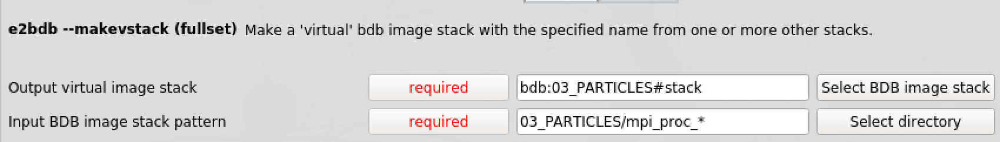 e2bdb --makevstack (fullset) Make a 'virtual' bdb image stack with the specified name from one or more other stacks.
Output virtual image stack required bdb:03_PARTICLES#stack Select BDB image stack
Input BDB image stack pattern required 03_PARTICLES/mpi_proc_* Select directory